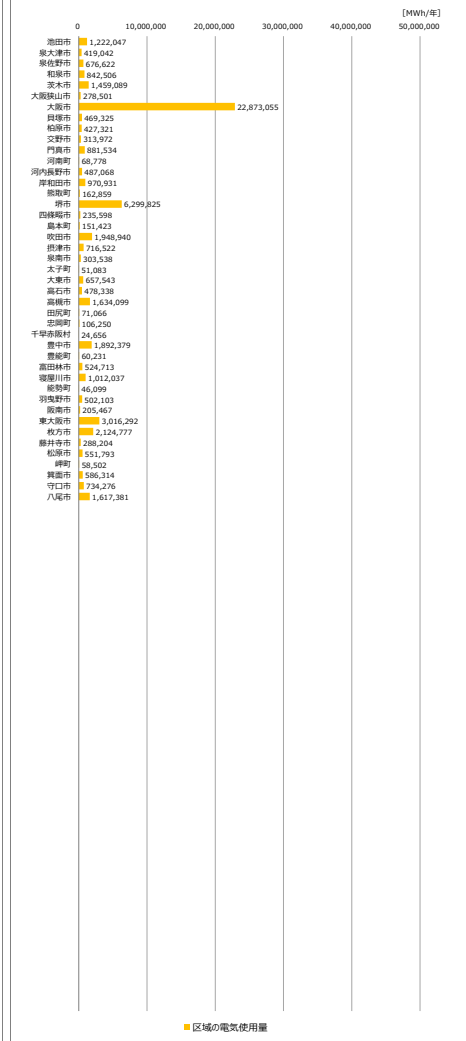 [MWh/年]
0 10,000,000 20,000,000 30,000,000 40,000,000 50,000,000
池田市 1,222,047
泉大津市 419,042
泉佐野市 676,622
和泉市 842,506
茨木市 1,459,089
大阪狭山市 278,501
大阪市 22,873,055
貝塚市 469,325
柏原市 427,321
交野市 313,972
門真市 881,534
河南町 68,778
河内長野市 487,068
岸和田市 970,931
熊取町 162,859
堺市 6,299,825
四條畷市 235,598
島本町 151,423
吹田市 1,948,940
摂津市 716,522
泉南市 303,538
太子町 51,083
大東市 657,543
高石市 478,338
高槻市 1,634,099
田尻町 71,066
忠岡町 106,250
千早赤阪村 24,656
豊中市 1,892,379
豊能町 60,231
富田林市 524,713
寝屋川市 1,012,037
能勢町 46,099
羽曳野市 502,103
阪南市 205,467
東大阪市 3,016,292
枚方市 2,124,777
藤井寺市 288,204
松原市 551,793
岬町 58,502
箕面市 586,314
守口市 734,276
八尾市 1,617,381
区域の電気使用量